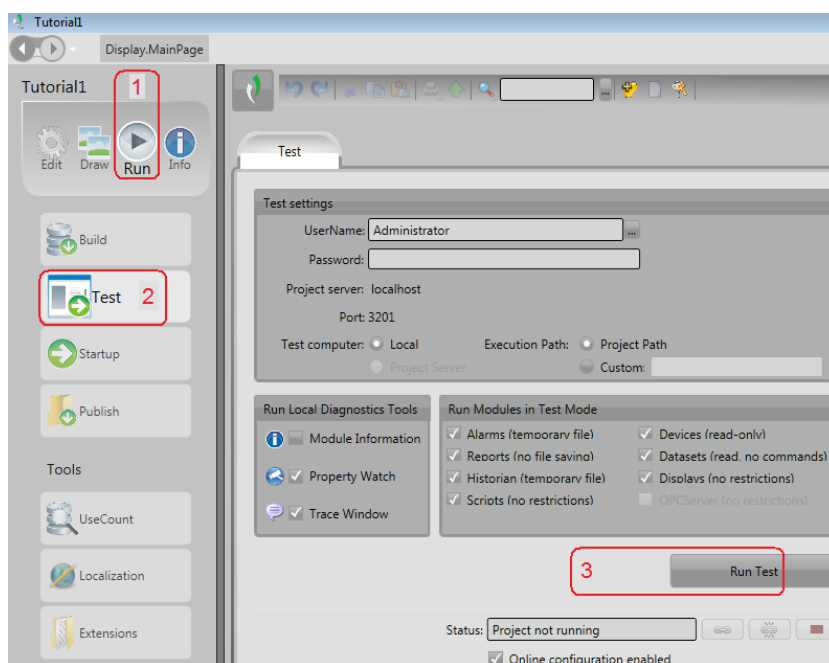 Tutorial1
Display.MainPage
Tutorial1
1
Edit Draw Run Info
Build
Test 2
Startup
Publish
Tools
UseCount
Localization
Extensions
Test
Test settings
UserName: Administrator ...
Password:
Project server: localhost
Port: 3201
Test computer: Local Execution Path: Project Path
Project Server Custom:
Run Local Diagnostics Tools
Module Information
Property Watch
Trace Window
Run Modules in Test Mode
Alarms (temporary file) Devices (read-only)
Reports (no file saving) Datasets (read, no commands)
Historian (temporary file) Displays (no restrictions)
Scripts (no restrictions) OPCServer (no restrictions)
3 Run Test
Status: Project not running
Online configuration enabled